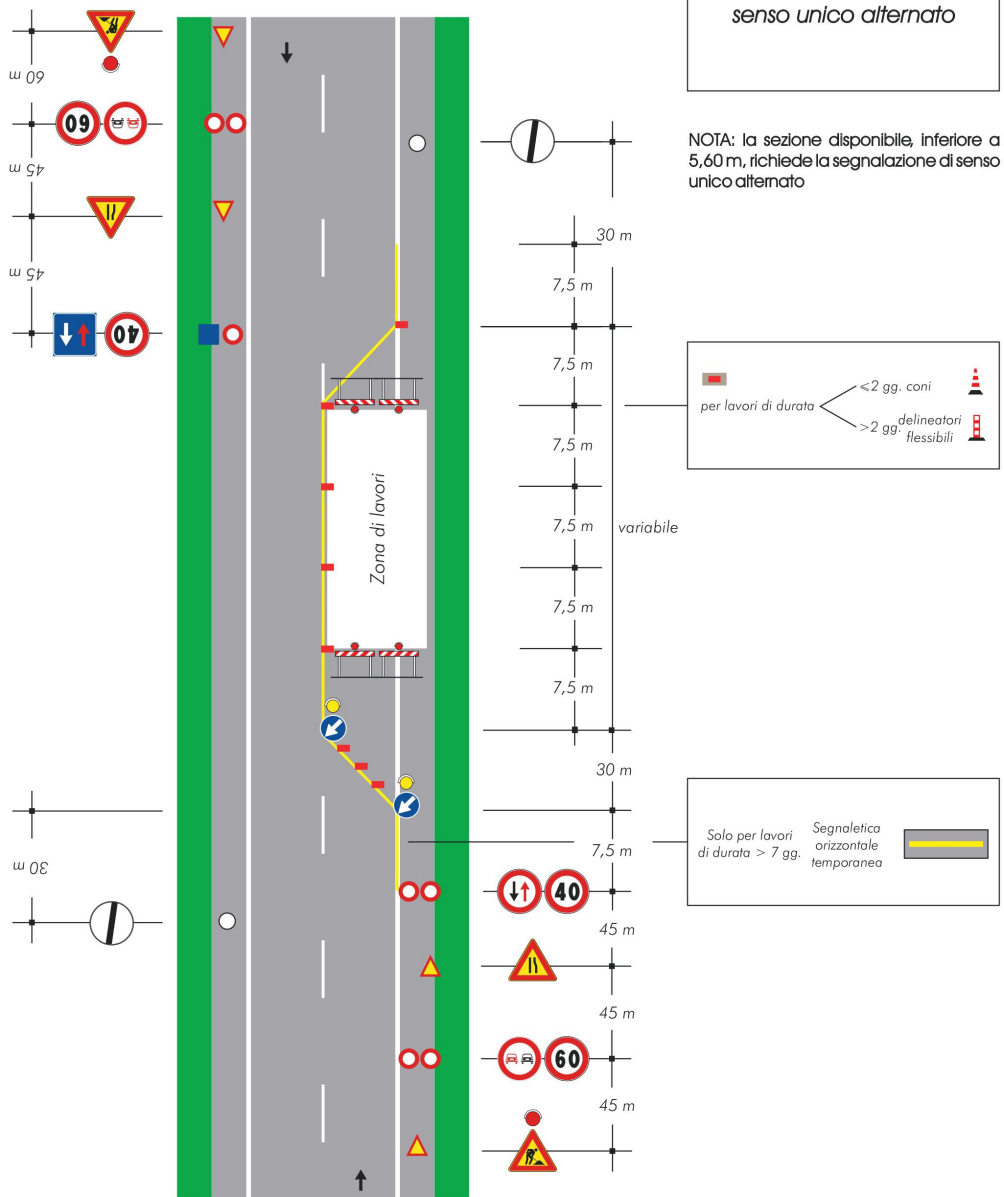 senso unico alternato
NOTA: la sezione disponibile, inferiore a
5,60 m, richiede la segnalazione di senso
unico alternato
60 m
60
45 m
45 m
40
30 m
7,5 m
7,5 m
7,5 m
7,5 m
7,5 m
7,5 m
variabile
Zona di lavori
per lavori di durata
≤2 gg. coni
>2 gg. delineatori
flessibili
30 m
7,5 m
Solo per lavori
di durata > 7 gg.
Segnaletica
orizzontale
temporanea
30 m
40
45 m
45 m
60
45 m